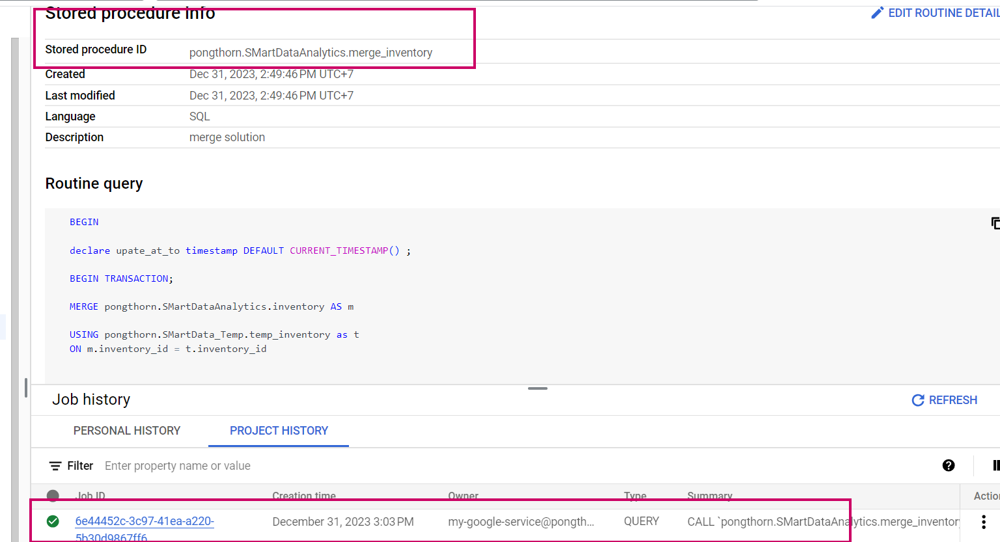 Stored procedure info
EDIT ROUTINE DETAIL
Stored procedure ID pongthorn.SMartDataAnalytics.merge_inventory
Created Dec 31, 2023, 2:49:46 PM UTC+7
Last modified Dec 31, 2023, 2:49:46 PM UTC+7
Language SQL
Description merge solution
Routine query
BEGIN
declare upate_at_to timestamp DEFAULT CURRENT_TIMESTAMP() ;
BEGIN TRANSACTION;
MERGE pongthorn.SMartDataAnalytics.inventory AS m
USING pongthorn.SMartData_Temp.temp_inventory as t
ON m.inventory_id = t.inventory_id
Job history
REFRESH
PERSONAL HISTORY PROJECT HISTORY
Filter Enter property name or value
Job ID Creation time Owner Type Summary Action
6e44452c-3c97-41ea-a220- December 31, 2023 3:03 PM my-google-service@pongth... QUERY CALL `pongthorn.SMartDataAnalytics.merge_inventory
5b30d9867ff6